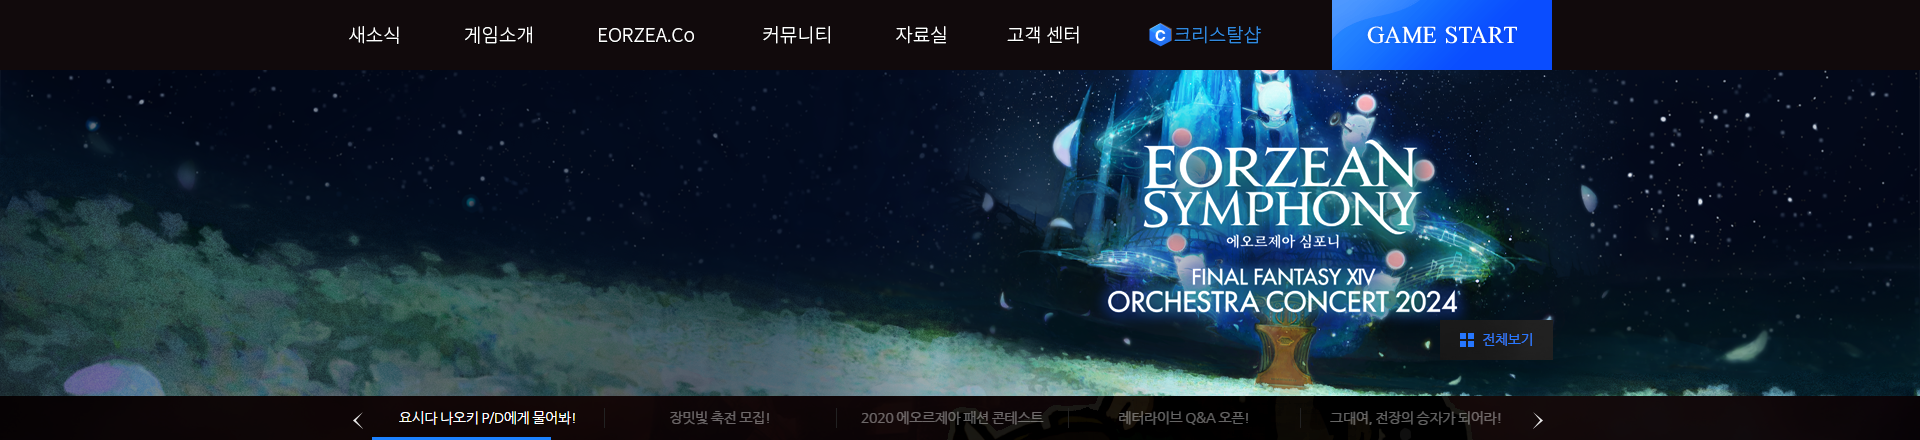 새소식
게임소개
EORZEA.Co
커뮤니티
자료실
고객 센터
C 크리스탈샵
GAME START
EORZEAN
SYMPHONY
에오르제아 심포니
FINAL FANTASY XIV
ORCHESTRA CONCERT 2024
전체보기
요시다 나오키 P/D에게 물어봐!
장밋빛 축전 모집!
2020 에오르제아 패션 콘테스트
레터라이브 Q&A 오픈!
그대여, 전장의 승자가 되어라!